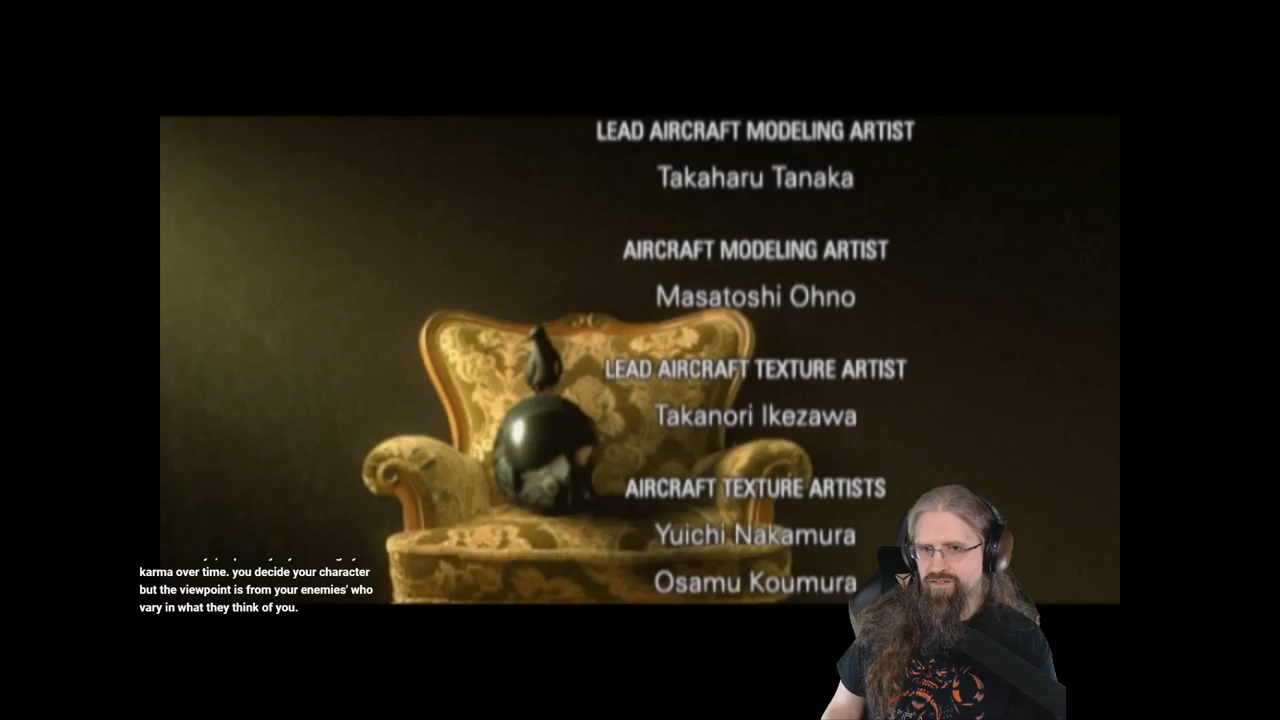 LEAD AIRCRAFT MODELING ARTIST
Takaharu Tanaka
AIRCRAFT MODELING ARTIST
Masatoshi Ohno
LEAD AIRCRAFT TEXTURE ARTIST
Takanori Ikezawa
AIRCRAFT TEXTURE ARTISTS
Yuichi Nakamura
Osamu Koumura
karma over time. you decide your character
but the viewpoint is from your enemies' who
vary in what they think of you.